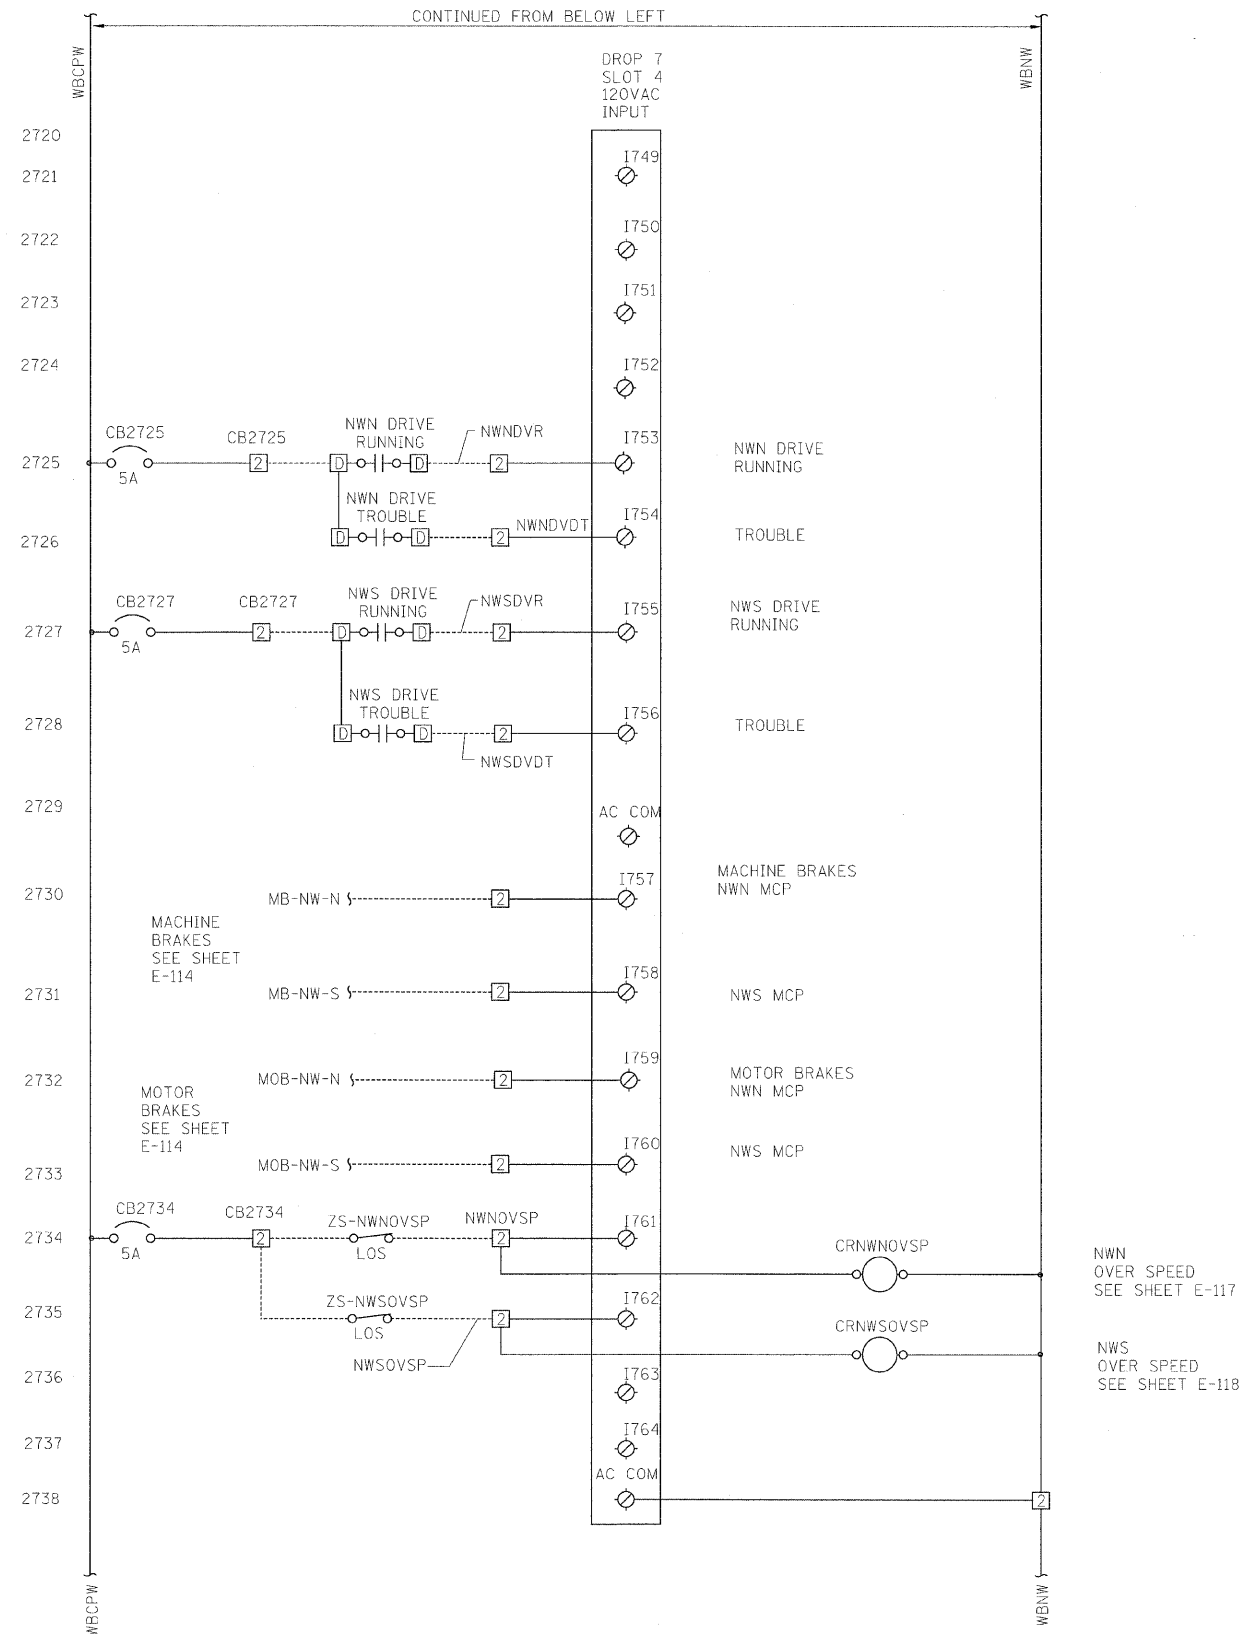 CONTINUED FROM BELOW LEFT
WBCPW
WBNW
DROP 7
SLOT 4
120VAC
INPUT
2720
I749
2721
I750
2722
I751
2723
I752
2724
CB2725
CB2725
NWN DRIVE
RUNNING
NWNDVR
I753
2725
5A
2
D
D
2
NWN DRIVE
RUNNING
NWN DRIVE
TROUBLE
NWNDVDT
I754
2726
D
D
2
TROUBLE
CB2727
CB2727
NWS DRIVE
RUNNING
NWSDVR
I755
2727
5A
2
D
D
2
NWS DRIVE
RUNNING
NWS DRIVE
TROUBLE
I756
2728
D
D
2
TROUBLE
NWSDVDT
2729
AC COM
I757
2730
MB-NW-N
2
MACHINE BRAKES
NWN MCP
MACHINE
BRAKES
SEE SHEET
E-114
I758
2731
MB-NW-S
2
NWS MCP
I759
2732
MOB-NW-N
2
MOTOR BRAKES
NWN MCP
MOTOR
BRAKES
SEE SHEET
E-114
I760
2733
MOB-NW-S
2
NWS MCP
CB2734
CB2734
ZS-NWNOVSP
NWNOVSP
I761
2734
5A
2
LOS
2
CRNWNOVSP
NWN
OVER SPEED
SEE SHEET E-117
ZS-NWSOVSP
I762
2735
LOS
2
NWSOVSP
CRNWSOVSP
NWS
OVER SPEED
SEE SHEET E-118
2736
I763
2737
I764
AC COM
2738
2
WBCPW
WBNW